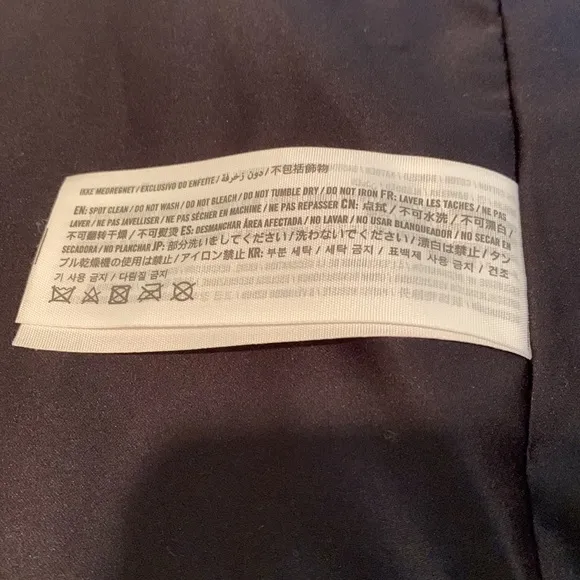 IKKE MEDREGNET / EXCLUSIVO DO ENFEITE / دون زخرفة / 不包括飾物
EN: SPOT CLEAN / DO NOT WASH / DO NOT BLEACH / DO NOT TUMBLE DRY / DO NOT IRON FR: LAVER LES TACHES / NE PAS
LAVER / NE PAS JAVELLISER / NE PAS SÉCHER EN MACHINE / NE PAS REPASSER CN: 点拭 / 不可水洗 / 不可漂白 /
不可翻转干燥 / 不可熨烫 ES: DESMANCHAR ÁREA AFECTADA / NO LAVAR / NO USAR BLANQUEADOR / NO SECAR EN
SECADORA / NO PLANCHAR JP: 部分洗いをしてください / 洗わないでください / 漂白は禁止 / タン
ブル乾燥機の使用は禁止 / アイロン禁止 KR: 부분 세탁 / 세탁 금지 / 표백제 사용 금지 / 건조
기 사용 금지 / 다림질 금지